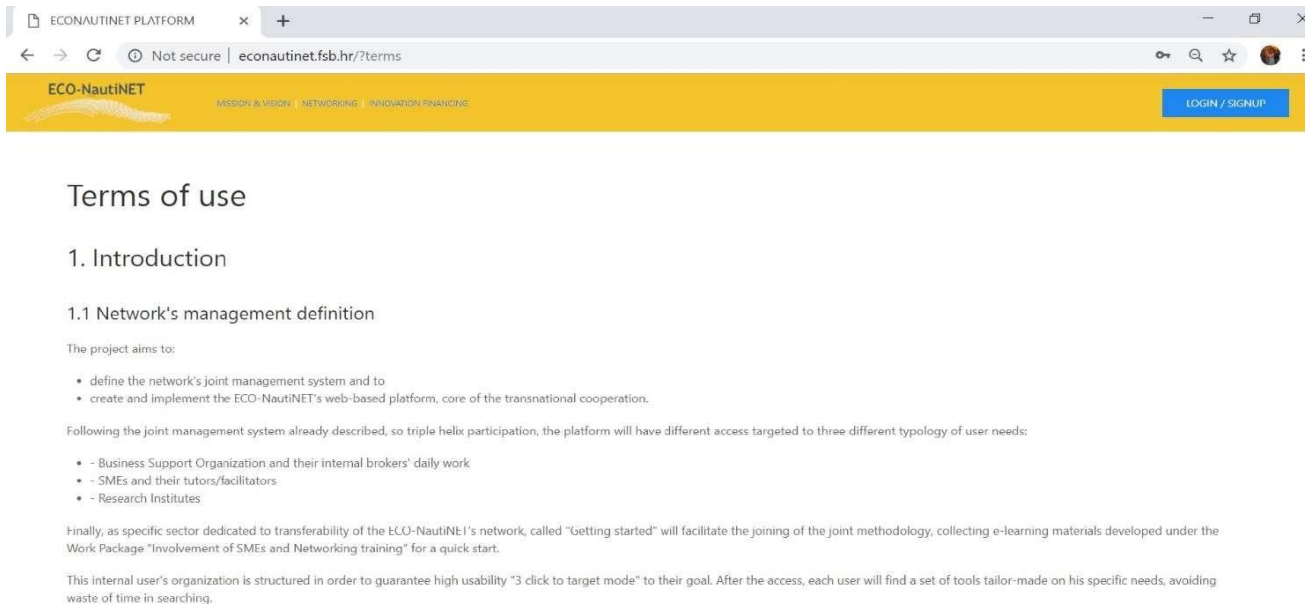 ECONAUTINET PLATFORM
Not secure | econautinet.fsb.hr/?terms
ECO-NautiNET
MISSION & VISION | NETWORKING | INNOVATION FINANCING
LOGIN / SIGNUP
Terms of use
1. Introduction
1.1 Network's management definition
The project aims to:
• define the network's joint management system and to
• create and implement the ECO-NautiNET's web-based platform, core of the transnational cooperation.
Following the joint management system already described, so triple helix participation, the platform will have different access targeted to three different typology of user needs:
• - Business Support Organization and their internal brokers' daily work
• - SMEs and their tutors/facilitators
• - Research Institutes
Finally, as specific sector dedicated to transferability of the ECO-NautiNET's network, called "Getting started" will facilitate the joining of the joint methodology, collecting e-learning materials developed under the
Work Package "Involvement of SMEs and Networking training" for a quick start.
This internal user's organization is structured in order to guarantee high usability "3 click to target mode" to their goal. After the access, each user will find a set of tools tailor-made on his specific needs, avoiding
waste of time in searching.